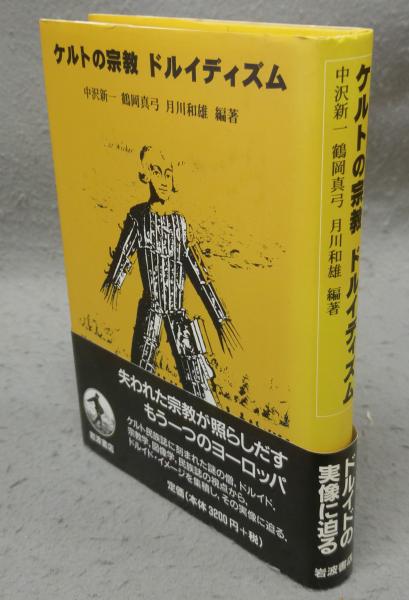 ケルトの宗教 ドルイディズム
中沢新一 鶴岡真弓 月川和雄 編著
失われた宗教が照らしだす
もう一つのヨーロッパ
ケルト民族誌に刻まれた謎の僧、ドルイド。
宗教学・図像学・民族誌の視点から、
ドルイド・イメージを集積し、その実像に迫る。
定価(本体3200円+税)
岩波書店
ケルトの宗教 ドルイディズム
中沢新一 鶴岡真弓 月川和雄 編著
ドルイドの
実像に迫る
岩波書店